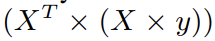 (X^T × (X × y))